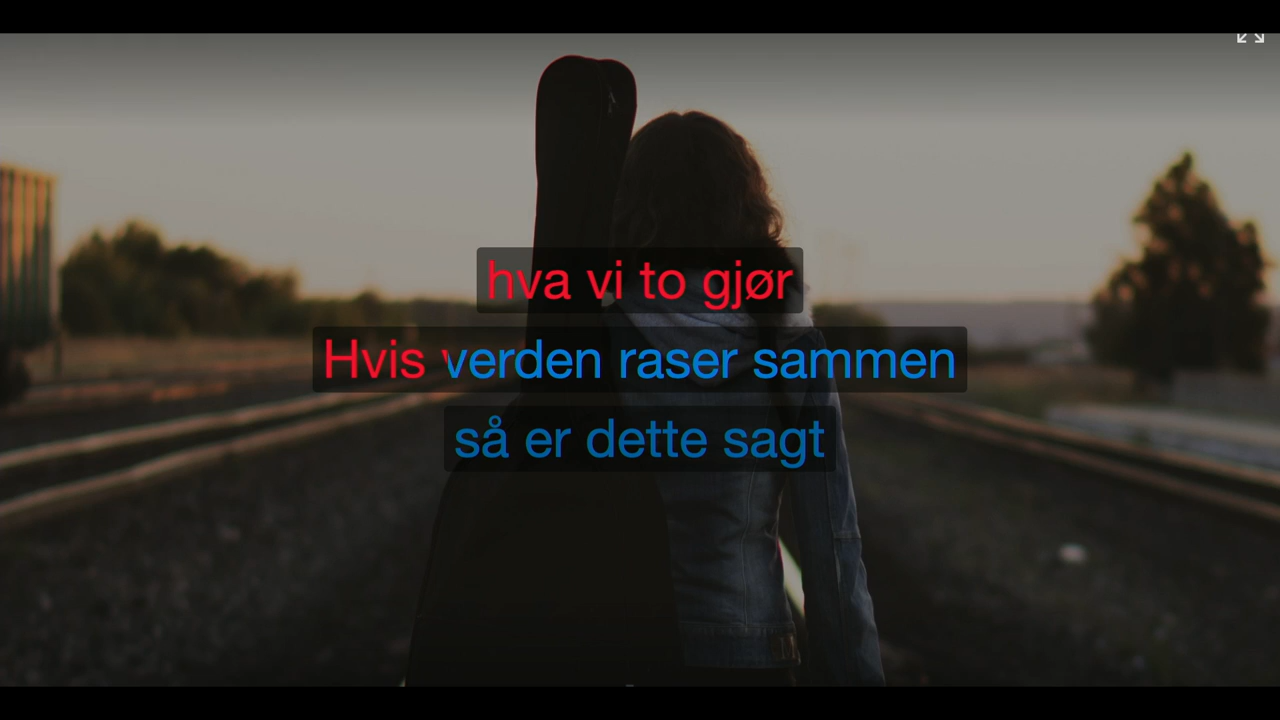 hva vi to gjør
Hvis verden raser sammen
så er dette sagt